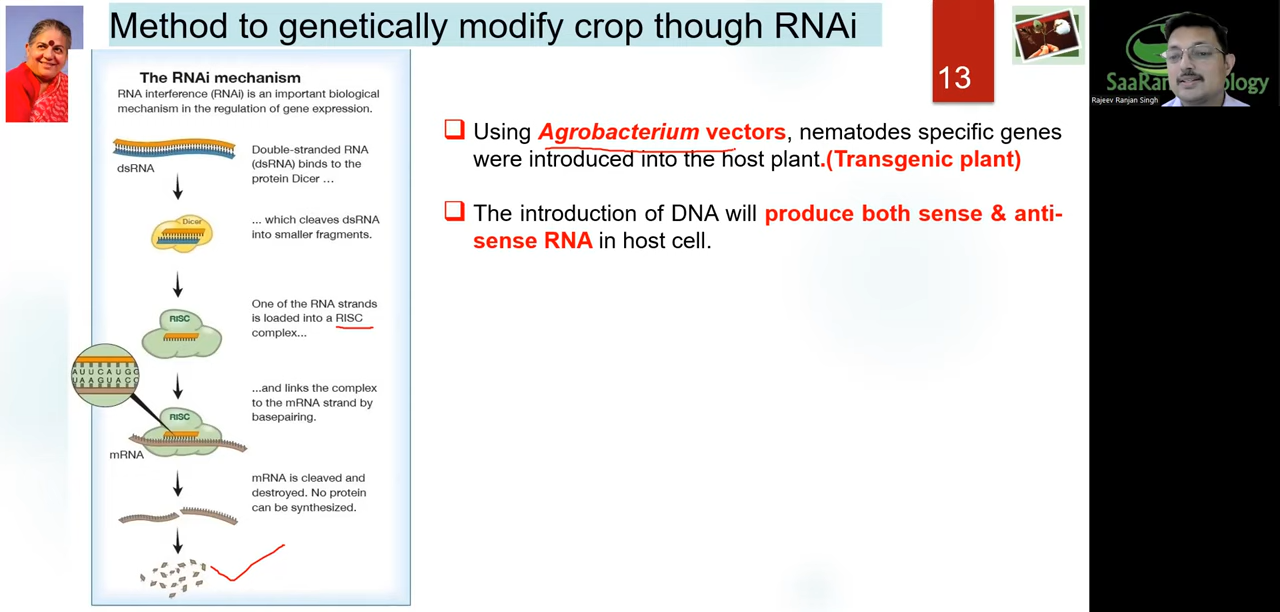 Method to genetically modify crop though RNAi
13
SaaRan
ology
Rajeev Ranjan Singh
The RNAi mechanism
RNA interference (RNAi) is an important biological
mechanism in the regulation of gene expression.
dsRNA
Double-stranded RNA
(dsRNA) binds to the
protein Dicer ...
Dicer
... which cleaves dsRNA
into smaller fragments.
RISC
One of the RNA strands
is loaded into a RISC
complex...
AUUCAUGG
UAAGUACC
RISC
...and links the complex
to the mRNA strand by
basepairing.
mRNA
mRNA is cleaved and
destroyed. No protein
can be synthesized.
Using Agrobacterium vectors, nematodes specific genes
were introduced into the host plant.(Transgenic plant)
The introduction of DNA will produce both sense & anti-
sense RNA in host cell.